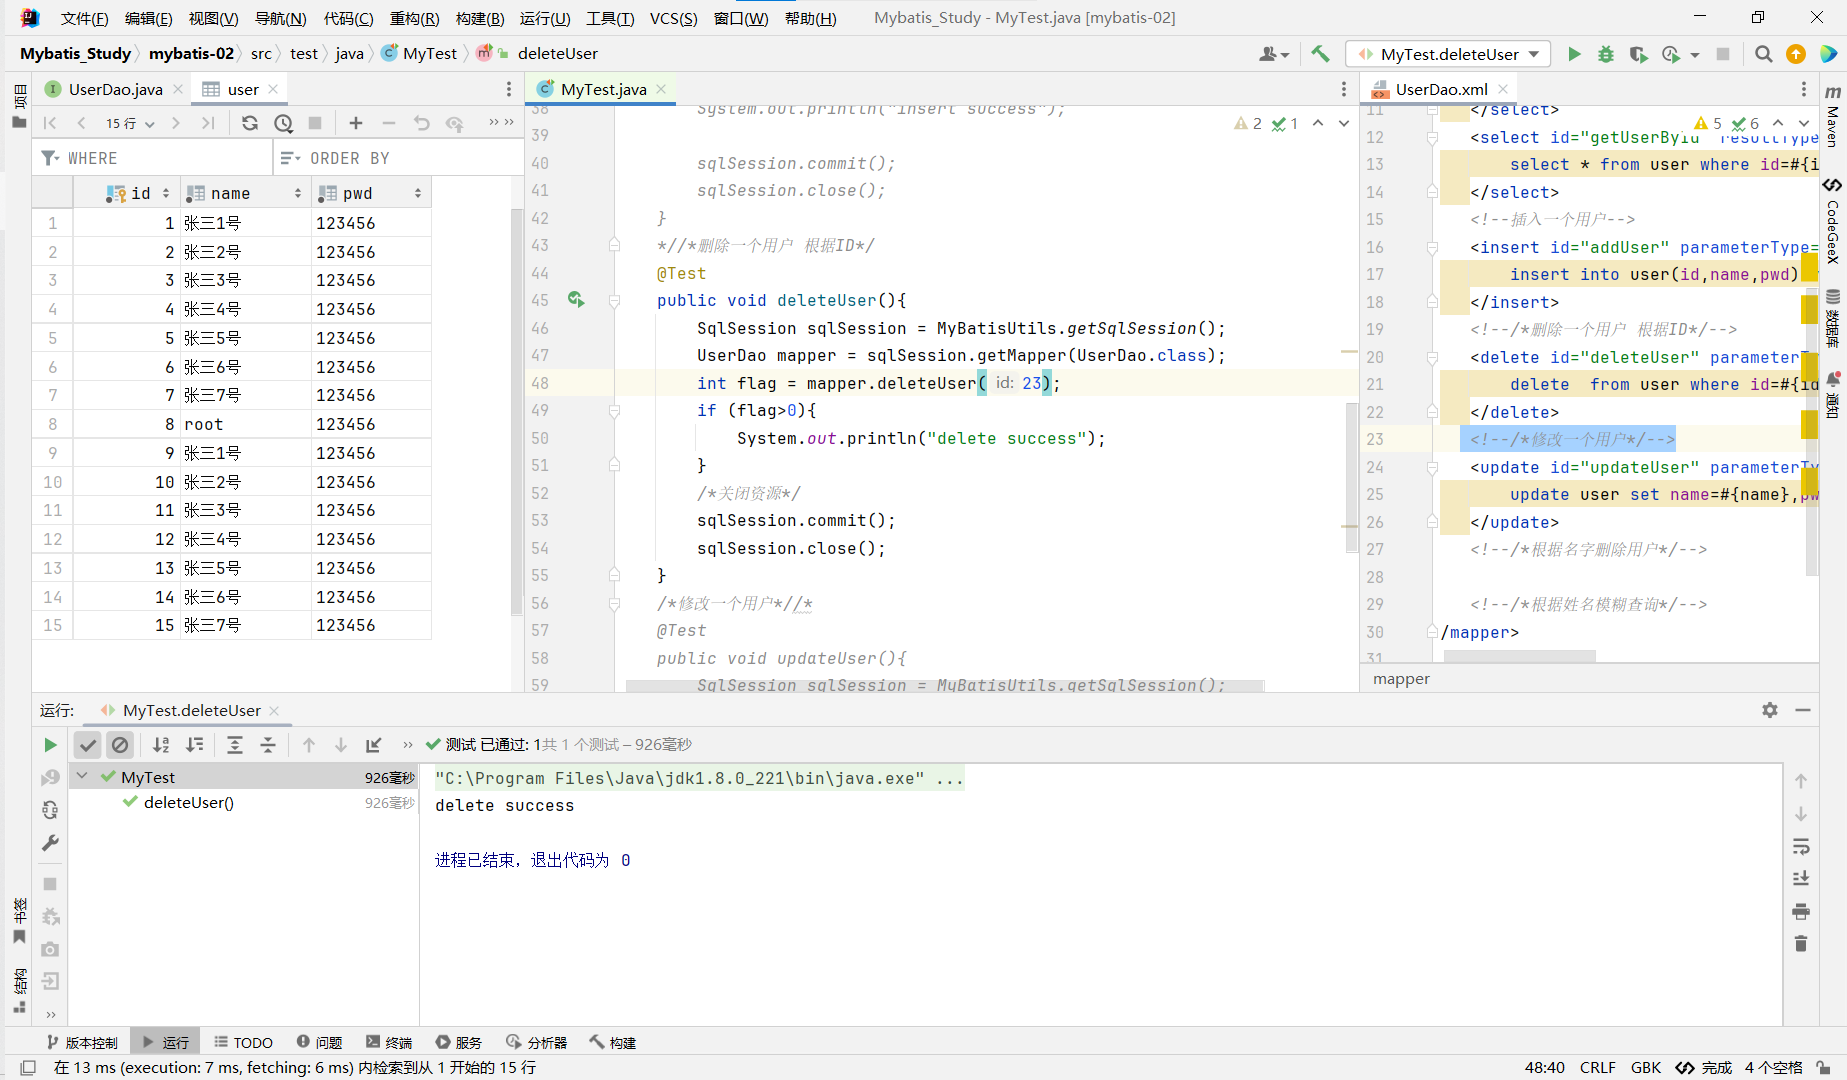 文件(F) 编辑(E) 视图(V) 导航(N) 代码(C) 重构(R) 构建(B) 运行(U) 工具(T) VCS(S) 窗口(W) 帮助(H) Mybatis_Study - MyTest.java [mybatis-02]
Mybatis_Study mybatis-02 src test java MyTest deleteUser MyTest.deleteUser
项目
UserDao.java user
15 行
WHERE ORDER BY
id name pwd
1 1 张三1号 123456
2 2 张三2号 123456
3 3 张三3号 123456
4 4 张三4号 123456
5 5 张三5号 123456
6 6 张三6号 123456
7 7 张三7号 123456
8 8 root 123456
9 9 张三1号 123456
10 10 张三2号 123456
11 11 张三3号 123456
12 12 张三4号 123456
13 13 张三5号 123456
14 14 张三6号 123456
15 15 张三7号 123456
MyTest.java
2 1
38 System.out.println("insert success");
39
40 sqlSession.commit();
41 sqlSession.close();
42 }
43 *//*删除一个用户 根据ID*/
44 @Test
45 public void deleteUser(){
46 SqlSession sqlSession = MyBatisUtils.getSqlSession();
47 UserDao mapper = sqlSession.getMapper(UserDao.class);
48 int flag = mapper.deleteUser( id: 23);
49 if (flag>0){
50 System.out.println("delete success");
51 }
52 /*关闭资源*/
53 sqlSession.commit();
54 sqlSession.close();
55 }
56 /*修改一个用户*//*
57 @Test
58 public void updateUser(){
59 SqlSession sqlSession = MyBatisUtils.getSqlSession();
UserDao.xml
5 6
11 </select>
12 <select id="getUserById" resultType
13 select * from user where id=#{i
14 </select>
15 <!--插入一个用户-->
16 <insert id="addUser" parameterType=
17 insert into user(id,name,pwd)
18 </insert>
19 <!--/*删除一个用户 根据ID*/-->
20 <delete id="deleteUser" parameterT
21 delete from user where id=#{id
22 </delete>
23 <!--/*修改一个用户*/-->
24 <update id="updateUser" parameterTy
25 update user set name=#{name},pw
26 </update>
27 <!--/*根据名字删除用户*/-->
28
29 <!--/*根据姓名模糊查询*/-->
30 /mapper>
31
mapper
Maven
CodeGeeX
数据库
通知
运行: MyTest.deleteUser
测试 已通过: 1共 1 个测试 – 926毫秒
MyTest 926毫秒
deleteUser() 926毫秒
"C:\Program Files\Java\jdk1.8.0_221\bin\java.exe" ...
delete success
进程已结束，退出代码为 0
书签
结构
版本控制 运行 TODO 问题 终端 服务 分析器 构建
在 13 ms (execution: 7 ms, fetching: 6 ms) 内检索到从 1 开始的 15 行 48:40 CRLF GBK 完成 4 个空格